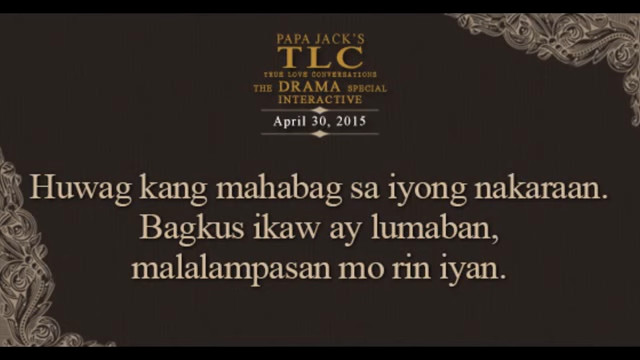 PAPA JACK'S
TLC
TRUE LOVE CONVERSATIONS
THE DRAMA SPECIAL
INTERACTIVE
April 30, 2015
Huwag kang mahabag sa iyong nakaraan.
Bagkus ikaw ay lumaban,
malalampasan mo rin iyan.